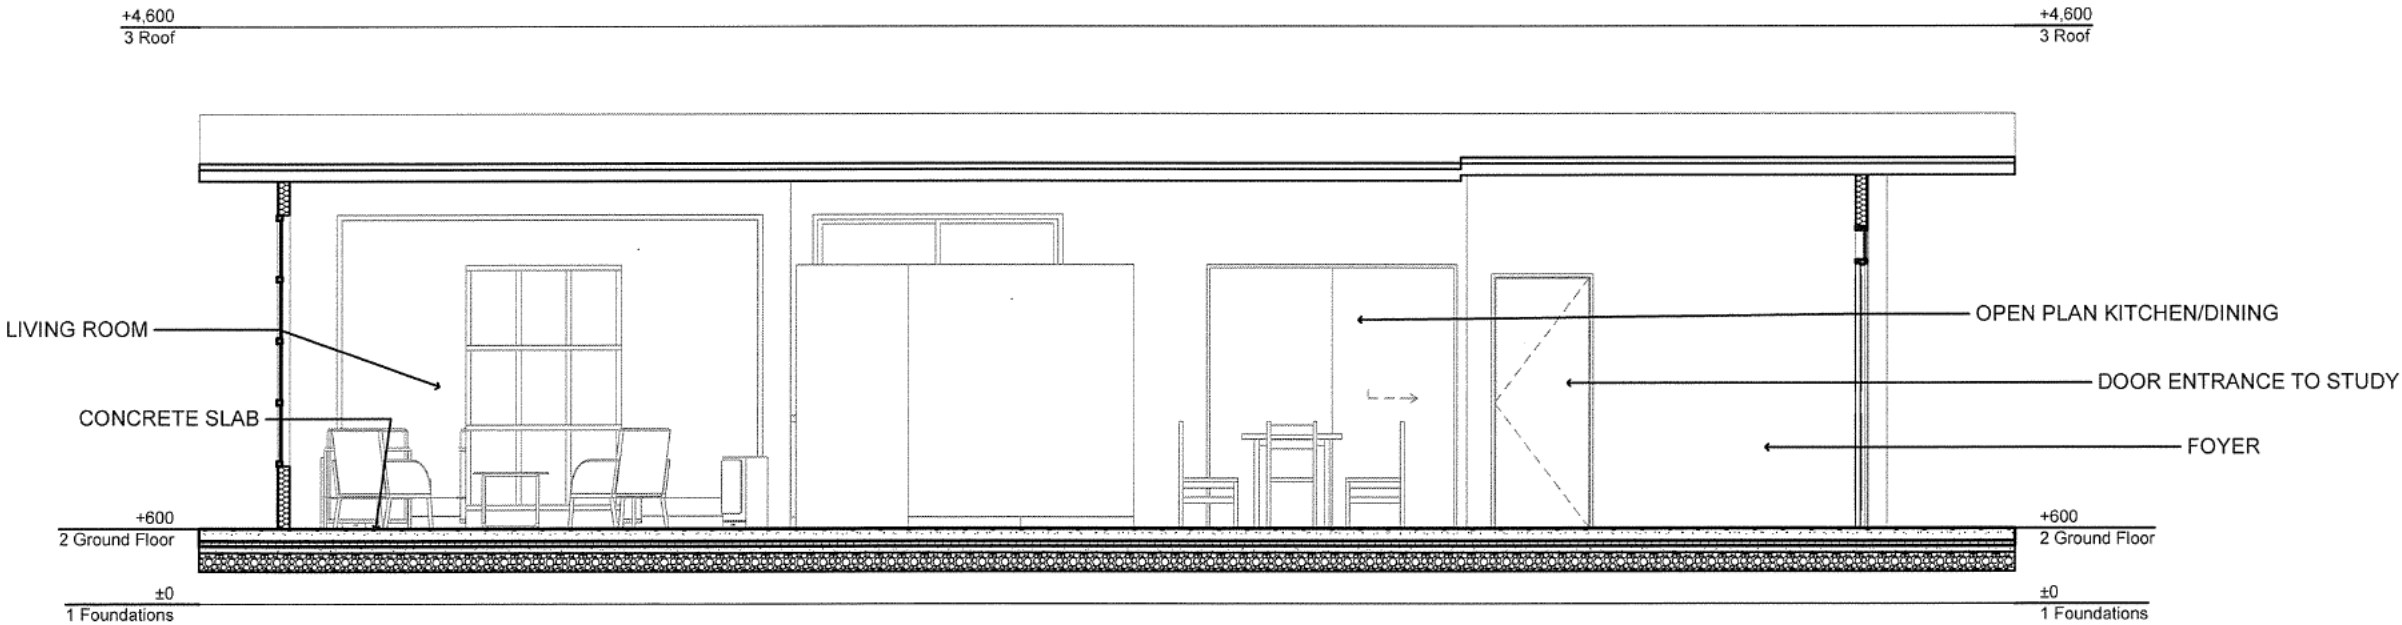 +4,600
3 Roof
+4,600
3 Roof
LIVING ROOM
OPEN PLAN KITCHEN/DINING
DOOR ENTRANCE TO STUDY
CONCRETE SLAB
FOYER
+600
2 Ground Floor
+600
2 Ground Floor
±0
1 Foundations
±0
1 Foundations